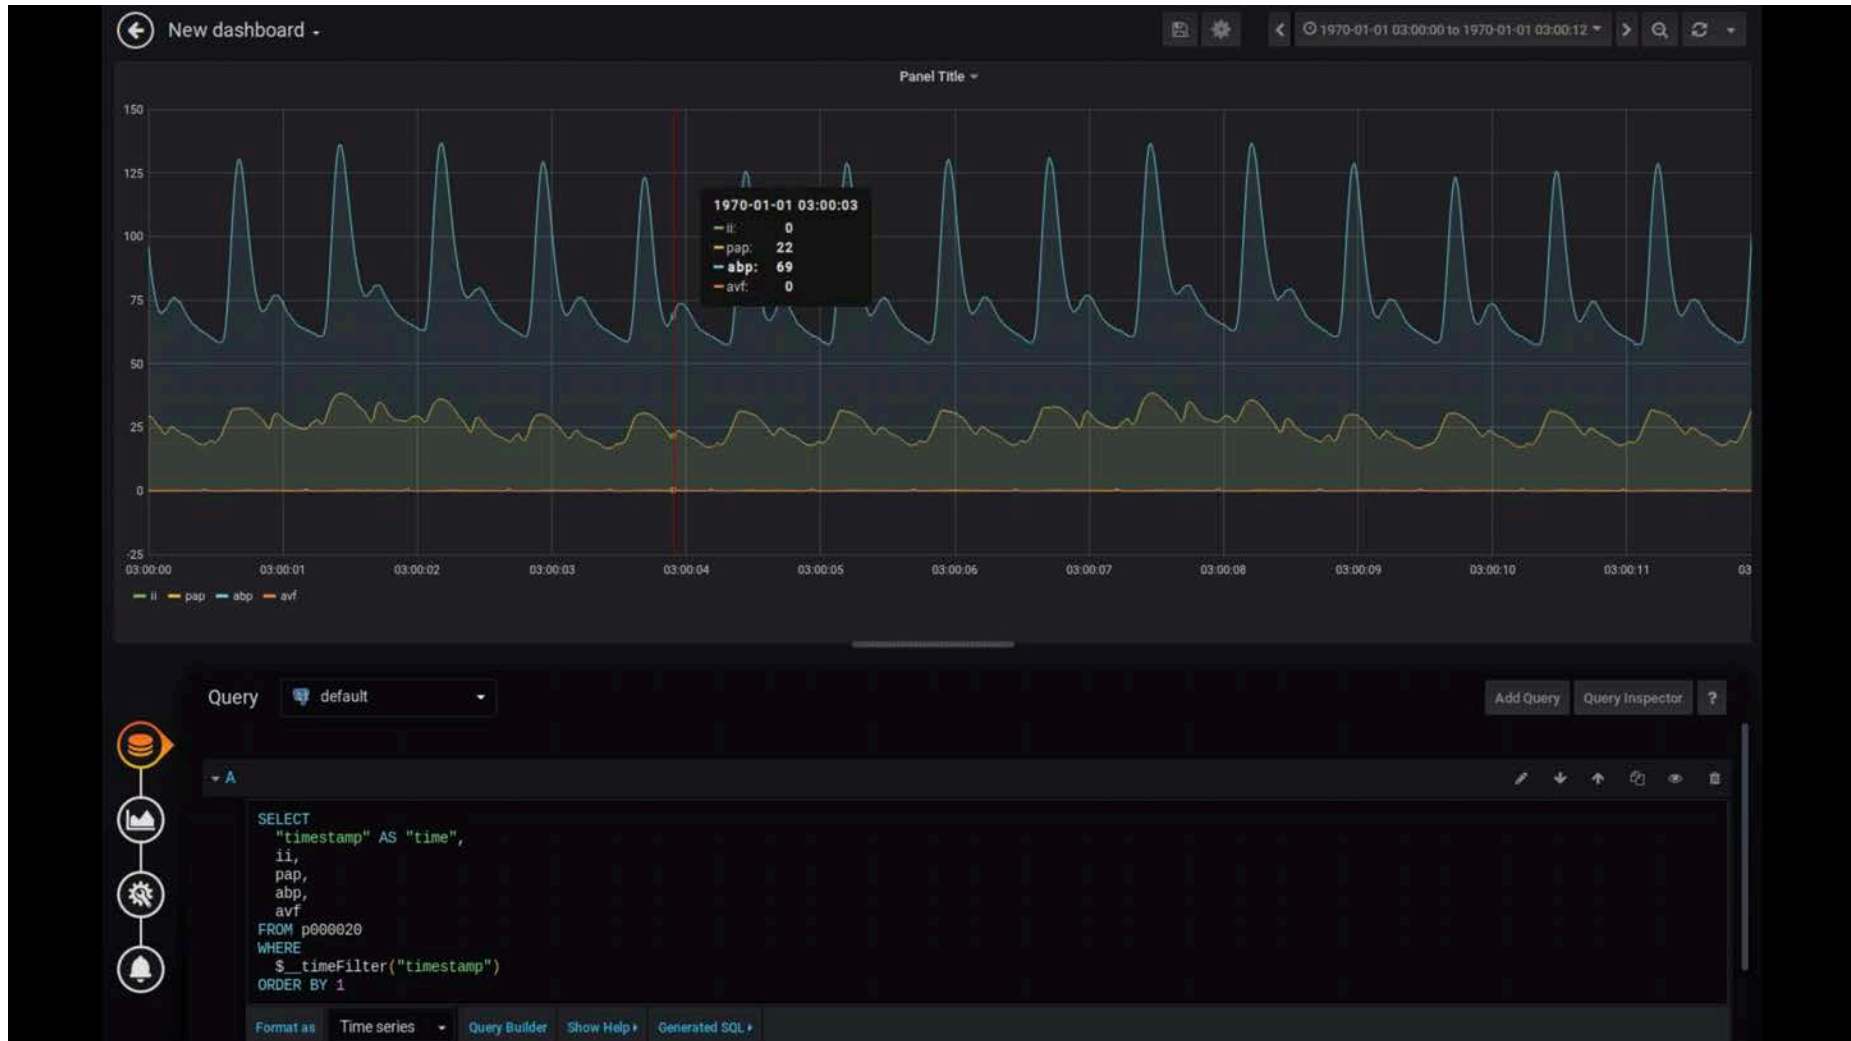 New dashboard
1970-01-01 03:00:00 to 1970-01-01 03:00:12
Panel Title
150
125
100
75
50
25
0
-25
1970-01-01 03:00:03
ii: 0
pap: 22
abp: 69
avf: 0
03:00:00 03:00:01 03:00:02 03:00:03 03:00:04 03:00:05 03:00:06 03:00:07 03:00:08 03:00:09 03:00:10 03:00:11 03
ii pap abp avf
Query default Add Query Query Inspector ?
A
SELECT
"timestamp" AS "time",
ii,
pap,
abp,
avf
FROM p000020
WHERE
$__timeFilter("timestamp")
ORDER BY 1
Format as Time series Query Builder Show Help Generated SQL